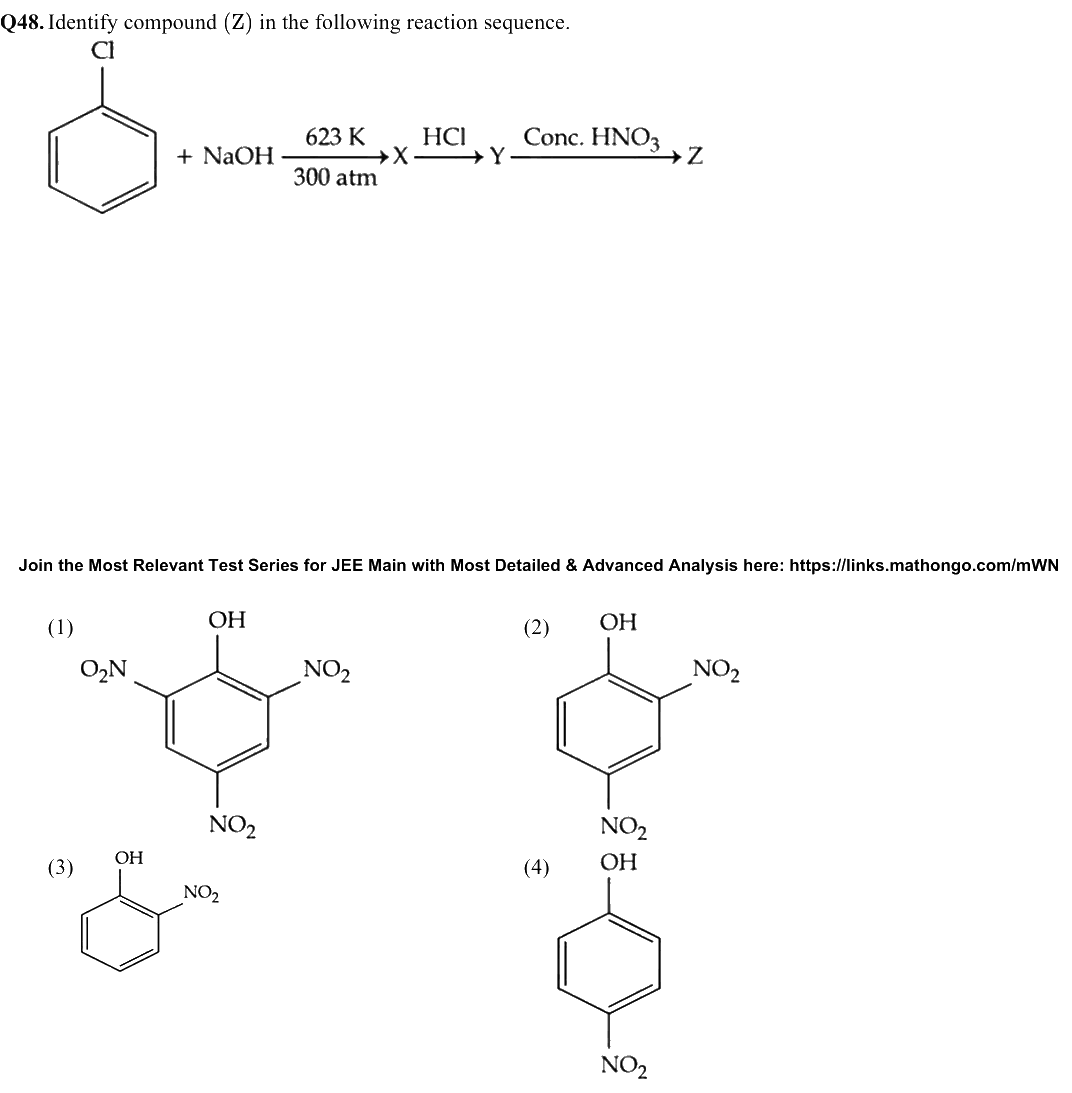 Q48. Identify compound (Z) in the following reaction sequence.
Cl
+ NaOH 623 K 300 atm X HCl Y Conc. HNO3 Z
Join the Most Relevant Test Series for JEE Main with Most Detailed & Advanced Analysis here: https://links.mathongo.com/mWN
(1) OH
O2N NO2
NO2
(2) OH
NO2
NO2
(3) OH
NO2
(4) OH
NO2